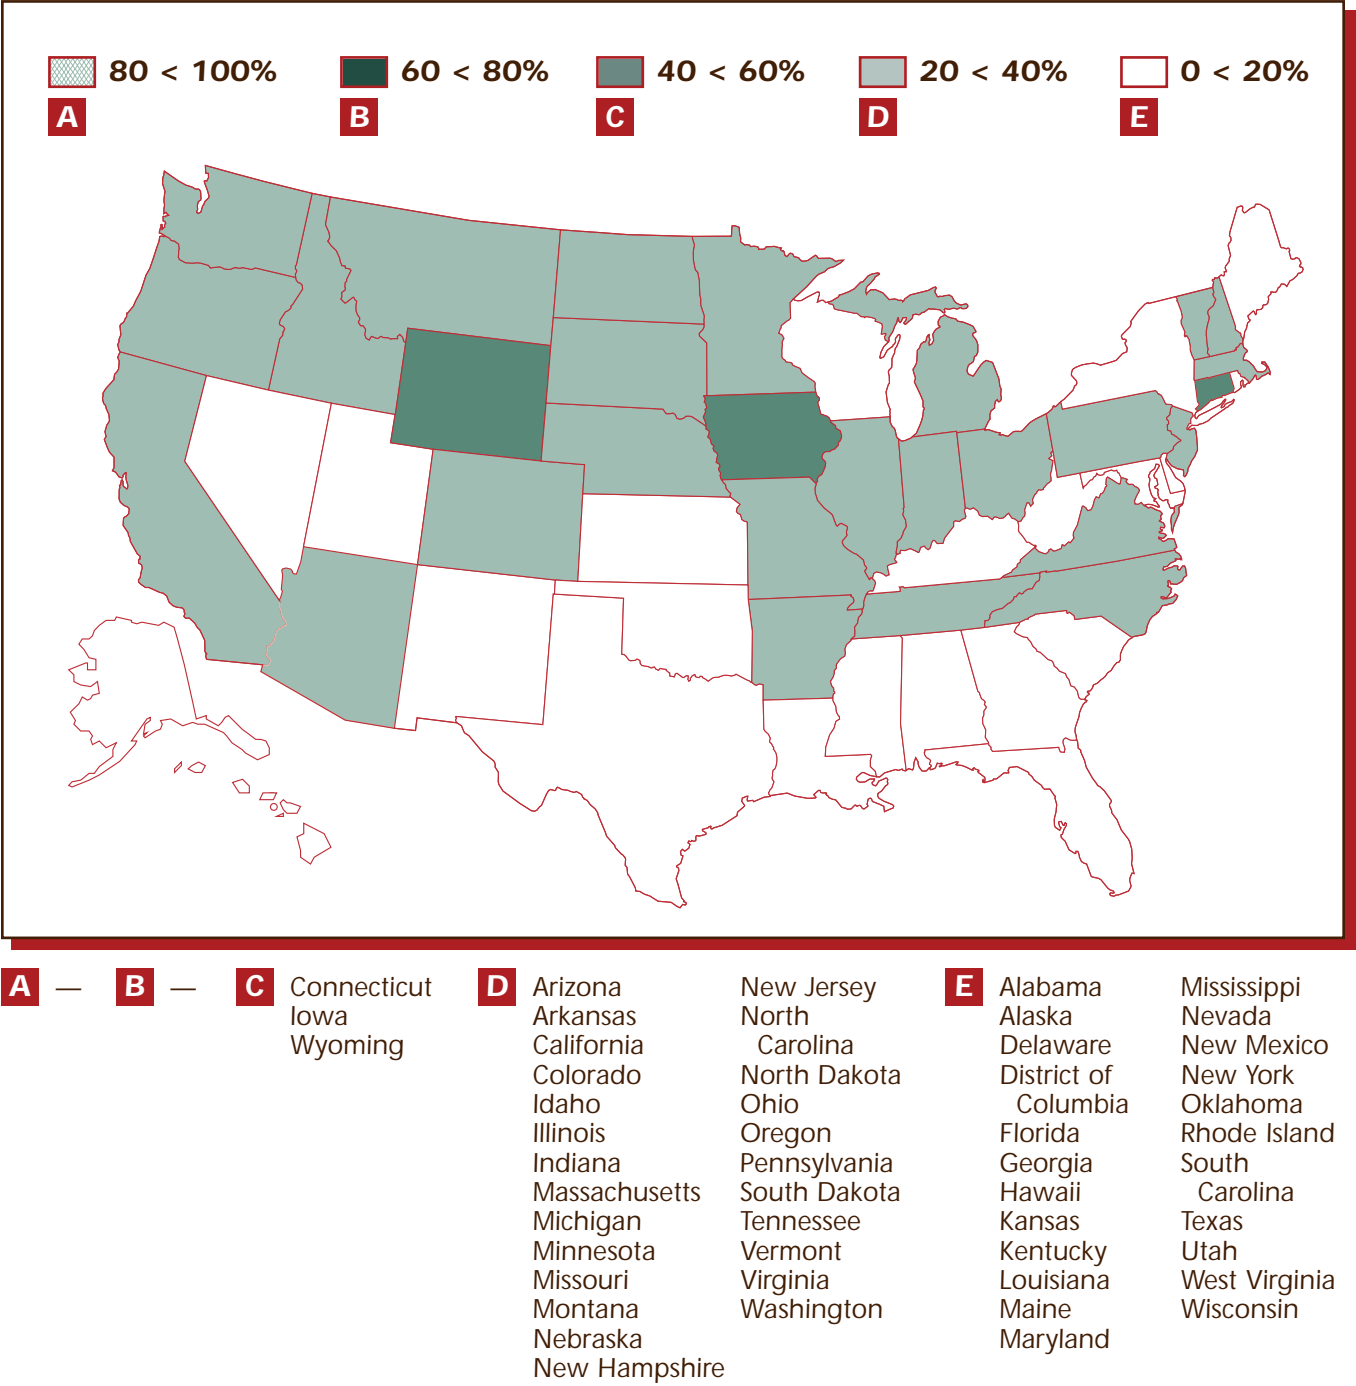 80 < 100%
60 < 80%
40 < 60%
20 < 40%
0 < 20%
A
B
C
D
E
A —
B —
C
Connecticut
Iowa
Wyoming
D
Arizona
Arkansas
California
Colorado
Idaho
Illinois
Indiana
Massachusetts
Michigan
Minnesota
Missouri
Montana
Nebraska
New Hampshire
New Jersey
North
Carolina
North Dakota
Ohio
Oregon
Pennsylvania
South Dakota
Tennessee
Vermont
Virginia
Washington
E
Alabama
Alaska
Delaware
District of
Columbia
Florida
Georgia
Hawaii
Kansas
Kentucky
Louisiana
Maine
Maryland
Mississippi
Nevada
New Mexico
New York
Oklahoma
Rhode Island
South
Carolina
Texas
Utah
West Virginia
Wisconsin